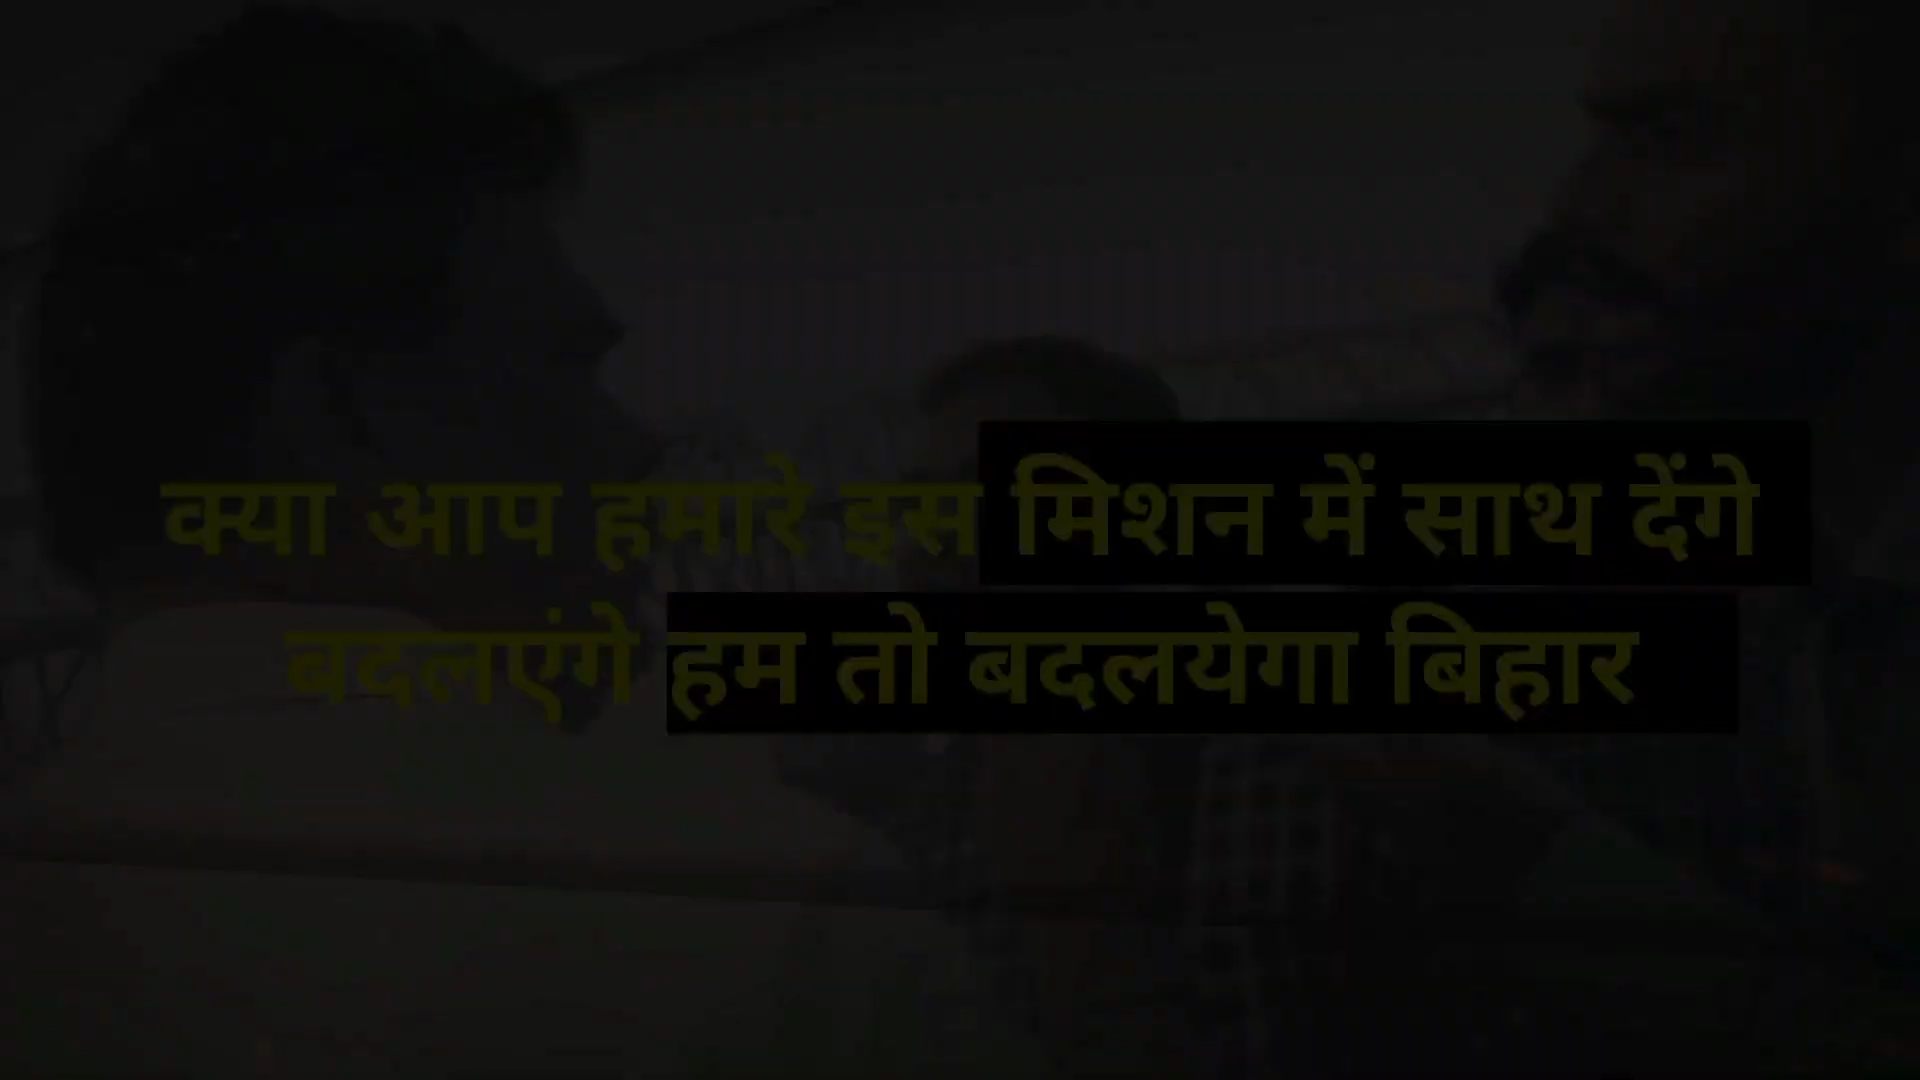 क्या आप हमारे इस मिशन में साथ देंगे
बदलएंगे हम तो बदलयेगा बिहार